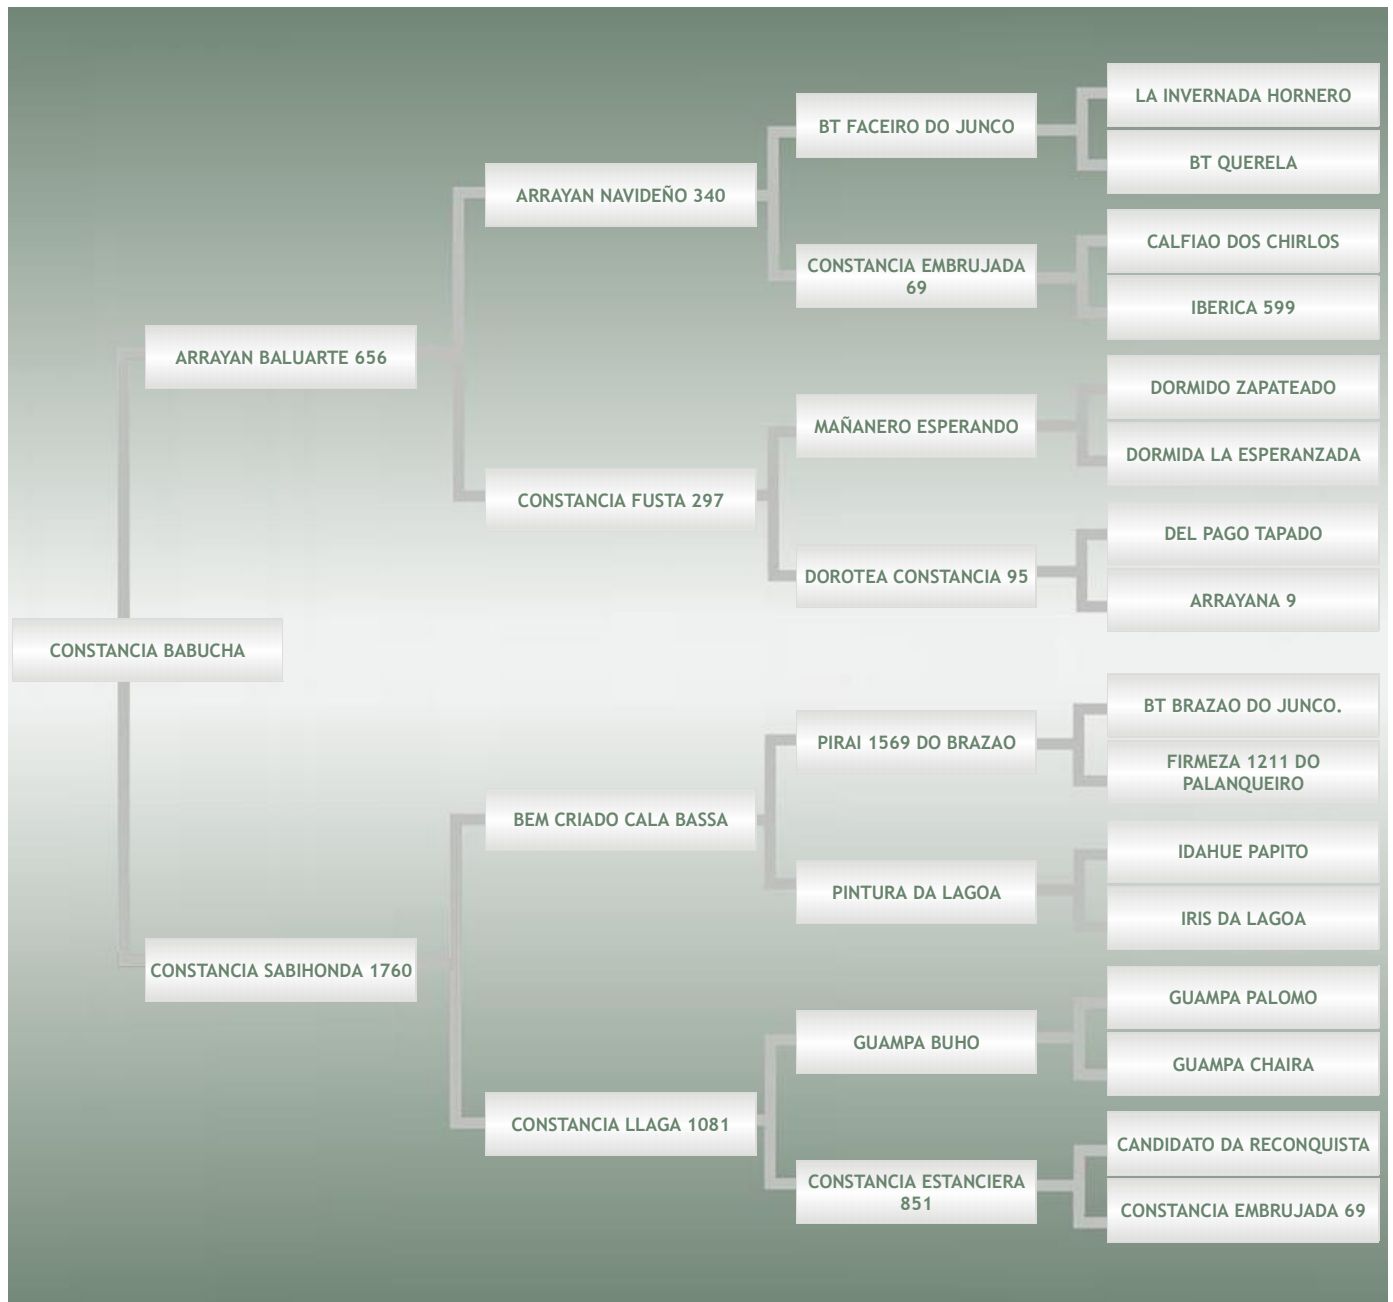 LA INVERNADA HORNERO
BT FACEIRO DO JUNCO
BT QUERELA
ARRAYAN NAVIDEÑO 340
CALFIAO DOS CHIRLOS
CONSTANCIA EMBRUJADA
69
IBERICA 599
ARRAYAN BALUARTE 656
DORMIDO ZAPATEADO
MAÑANERO ESPERANDO
DORMIDA LA ESPERANZADA
CONSTANCIA FUSTA 297
DEL PAGO TAPADO
DOROTEA CONSTANCIA 95
ARRAYANA 9
CONSTANCIA BABUCHA
BT BRAZAO DO JUNCO.
PIRAI 1569 DO BRAZAO
FIRMEZA 1211 DO
PALANQUEIRO
BEM CRIADO CALA BASSA
IDAHUE PAPITO
PINTURA DA LAGOA
IRIS DA LAGOA
CONSTANCIA SABIHONDA 1760
GUAMPA PALOMO
GUAMPA BUHO
GUAMPA CHAIRA
CONSTANCIA LLAGA 1081
CANDIDATO DA RECONQUISTA
CONSTANCIA ESTANCIERA
851
CONSTANCIA EMBRUJADA 69